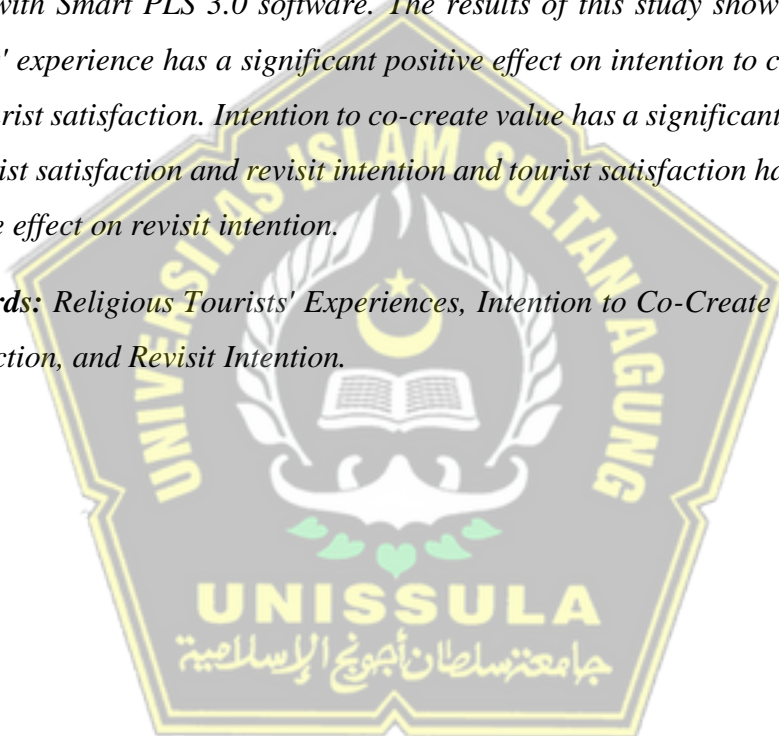 with Smart PLS 3.0 software. The results of this study show
' experience has a significant positive effect on intention to c
urist satisfaction. Intention to co-create value has a significant
ist satisfaction and revisit intention and tourist satisfaction ha
e effect on revisit intention.
rds: Religious Tourists' Experiences, Intention to Co-Create
ction, and Revisit Intention.
UNIVERSITAS ISLAM SULTAN AGUNG
UNISSULA
جامعتسلطان أجونج الإسلامية